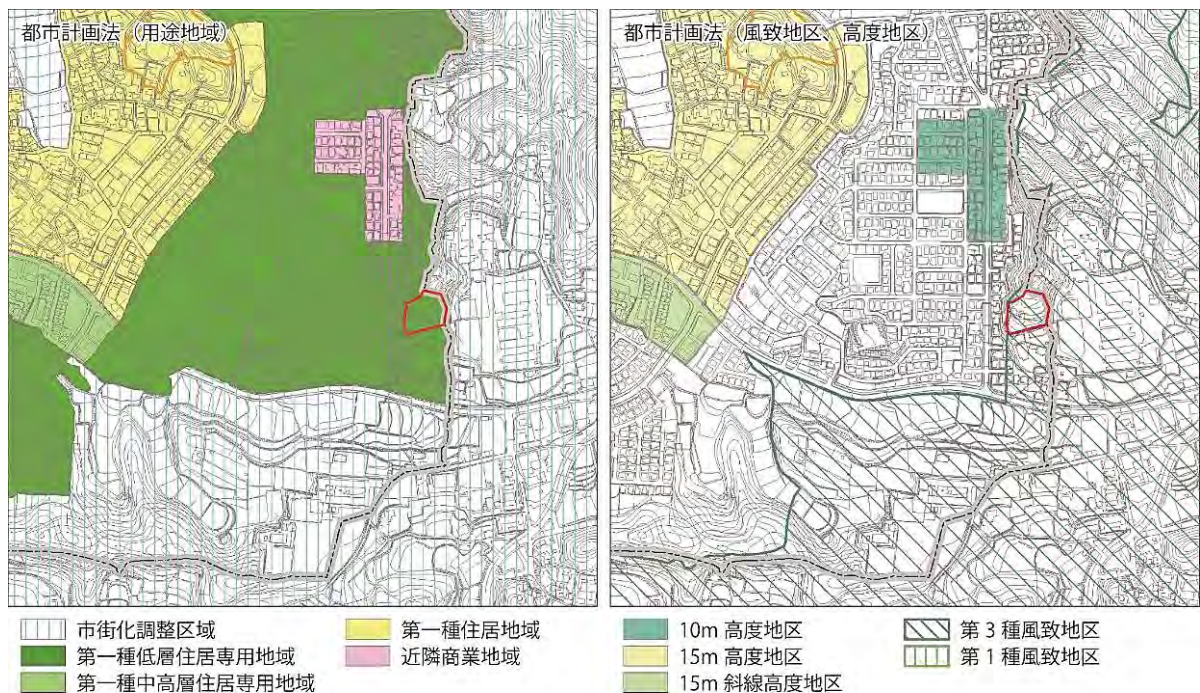 都市計画法（用途地域）
市街化調整区域
第一種低層住居専用地域
第一種中高層住居専用地域
第一種住居地域
近隣商業地域
都市計画法（風致地区、高度地区）
10m 高度地区
15m 高度地区
15m 斜線高度地区
第３種風致地区
第１種風致地区